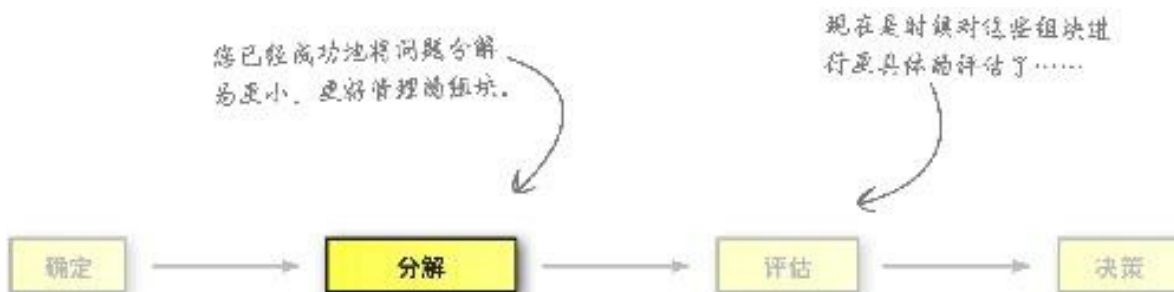 您已经成功地将问题分解
为更小、更好管理的组块。
现在是时候对这些组块进
行更具体的评估了……
确定
分解
评估
决策